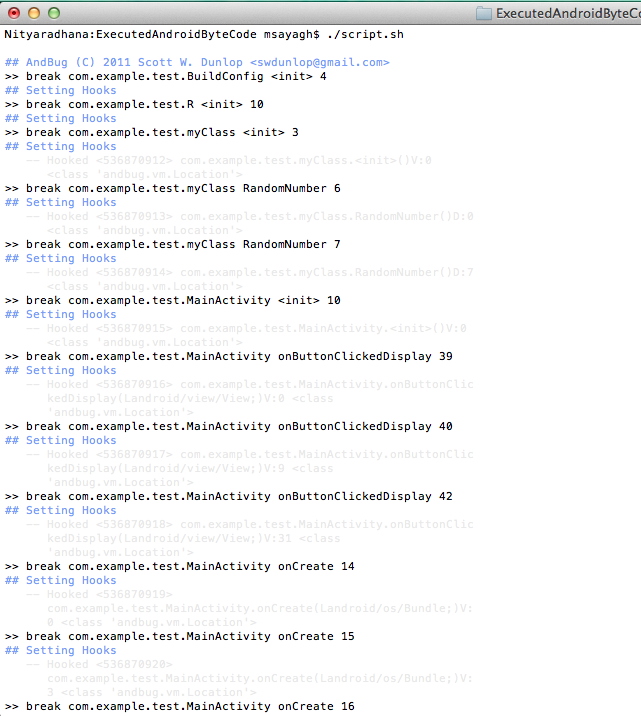 ExecutedAndroidByteCo
Nityaradhana:ExecutedAndroidByteCode msayagh$ ./script.sh
## AndBug (C) 2011 Scott W. Dunlop <swdunlop@gmail.com>
>> break com.example.test.BuildConfig <init> 4
## Setting Hooks
>> break com.example.test.R <init> 10
## Setting Hooks
>> break com.example.test.myClass <init> 3
## Setting Hooks
-- Hooked <536870912> com.example.test.myClass.<init>()V:0
<class 'andbug.vm.Location'>
>> break com.example.test.myClass RandomNumber 6
## Setting Hooks
-- Hooked <536870913> com.example.test.myClass.RandomNumber()D:0
<class 'andbug.vm.Location'>
>> break com.example.test.myClass RandomNumber 7
## Setting Hooks
-- Hooked <536870914> com.example.test.myClass.RandomNumber()D:7
<class 'andbug.vm.Location'>
>> break com.example.test.MainActivity <init> 10
## Setting Hooks
-- Hooked <536870915> com.example.test.MainActivity.<init>()V:0
<class 'andbug.vm.Location'>
>> break com.example.test.MainActivity onButtonClickedDisplay 39
## Setting Hooks
-- Hooked <536870916> com.example.test.MainActivity.onButtonClic
kedDisplay(Landroid/view/View;)V:0 <class
'andbug.vm.Location'>
>> break com.example.test.MainActivity onButtonClickedDisplay 40
## Setting Hooks
-- Hooked <536870917> com.example.test.MainActivity.onButtonClic
kedDisplay(Landroid/view/View;)V:9 <class
'andbug.vm.Location'>
>> break com.example.test.MainActivity onButtonClickedDisplay 42
## Setting Hooks
-- Hooked <536870918> com.example.test.MainActivity.onButtonClic
kedDisplay(Landroid/view/View;)V:31 <class
'andbug.vm.Location'>
>> break com.example.test.MainActivity onCreate 14
## Setting Hooks
-- Hooked <536870919>
com.example.test.MainActivity.onCreate(Landroid/os/Bundle;)V:
0 <class 'andbug.vm.Location'>
>> break com.example.test.MainActivity onCreate 15
## Setting Hooks
-- Hooked <536870920>
com.example.test.MainActivity.onCreate(Landroid/os/Bundle;)V:
3 <class 'andbug.vm.Location'>
>> break com.example.test.MainActivity onCreate 16